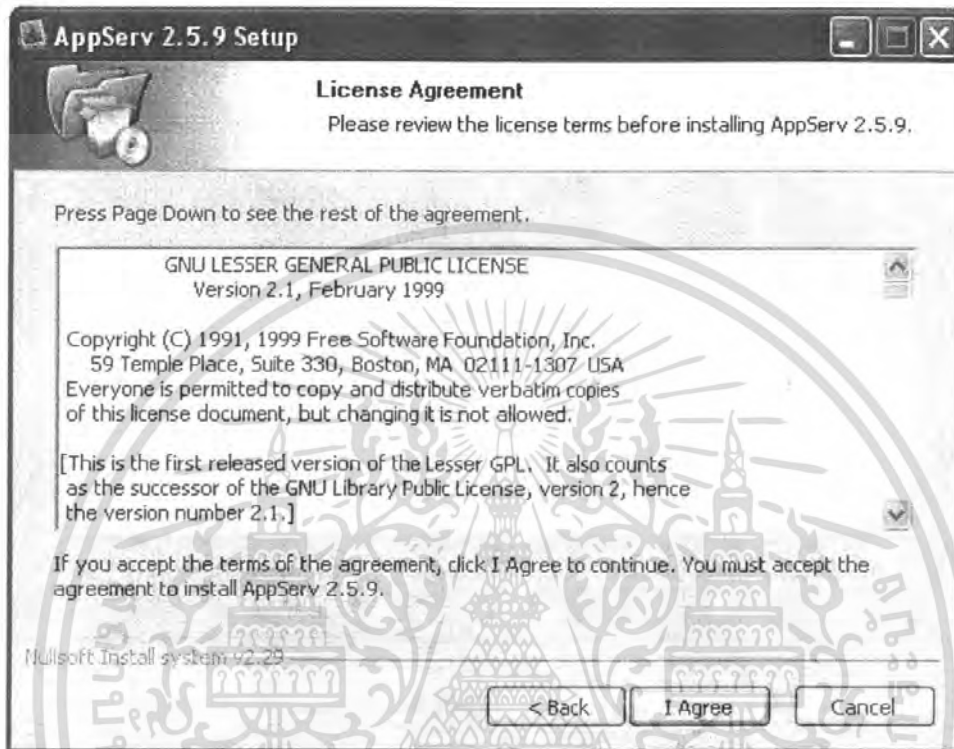 AppServ 2.5.9 Setup
License Agreement
Please review the license terms before installing AppServ 2.5.9.
Press Page Down to see the rest of the agreement.
GNU LESSER GENERAL PUBLIC LICENSE
Version 2.1, February 1999
Copyright (C) 1991, 1999 Free Software Foundation, Inc.
59 Temple Place, Suite 330, Boston, MA 02111-1307 USA
Everyone is permitted to copy and distribute verbatim copies
of this license document, but changing it is not allowed.
[This is the first released version of the Lesser GPL. It also counts
as the successor of the GNU Library Public License, version 2, hence
the version number 2.1.]
If you accept the terms of the agreement, click I Agree to continue. You must accept the
agreement to install AppServ 2.5.9.
Nullsoft Install system v2.29
< Back
I Agree
Cancel